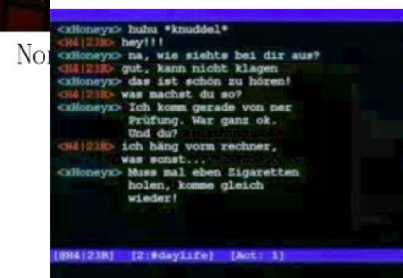 Nor
<xHoneyx> huhu *knuddel*
<H4|23R> hey!!!
<xHoneyx> na, wie siehts bei dir aus?
<H4|23R> gut, kann nicht klagen
<xHoneyx> das ist schön zu hören!
<H4|23R> was machst du so?
<xHoneyx> Ich komm gerade von ner
Prüfung. War ganz ok.
Und du?
<H4|23R> ich häng vorm rechner,
was sonst...
<xHoneyx> Muss mal eben Zigaretten
holen, komme gleich
wieder!
[@H4|23R] [2:#daylife] [Act: 1]